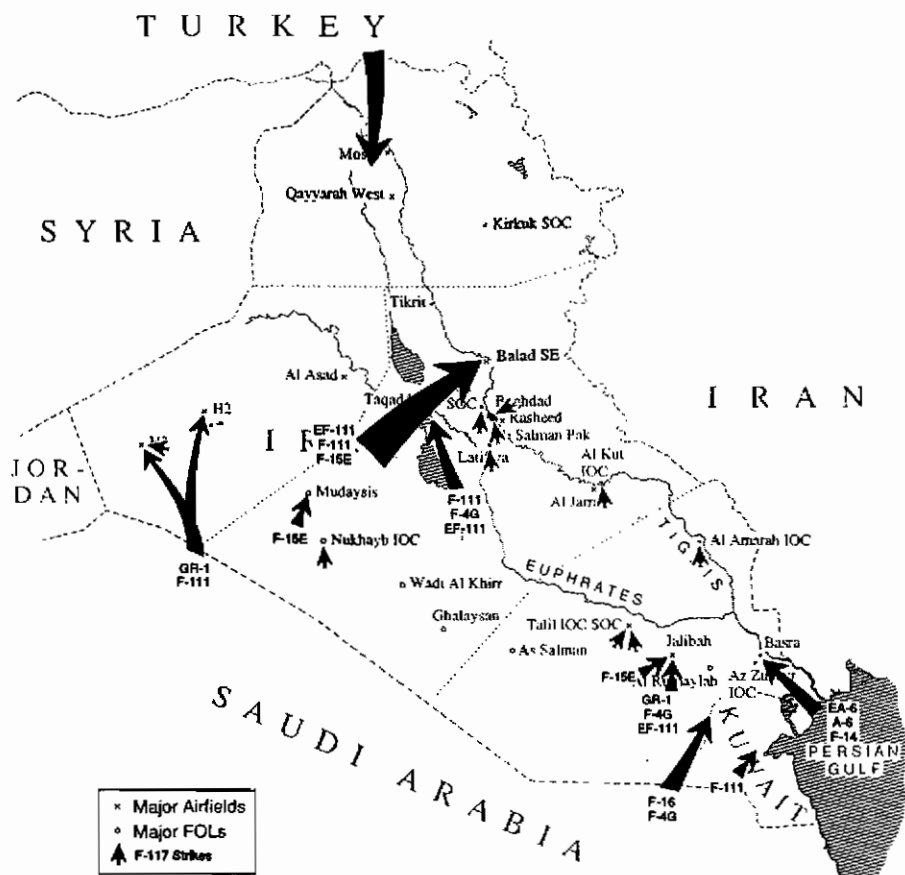 TURKEY
Mos
Qayyarah West
SYRIA
Kirkuk SOC
Tikrit
Balad SE
Al Asad
IRAN
Taqad
SOC
Baghdad
Rasheed
H2
EF-111
F-111
F-15E
I
Salman Pak
Al Kut
IOC
JOR-
DAN
Mudaysis
F-111
F-4G
EF-111
Al Jarra
F-15E
Nukhayb IOC
TIGRIS
Al Amarah IOC
GR-1
F-111
EUPHRATES
Wadi Al Khirr
Ghalaysan
Talil IOC SOC
Jalibah
Basra
As Salman
F-15E
IOC
GR-1
F-4G
EF-111
EA-6
A-6
F-14
PERSIAN
GULF
KUWAIT
F-111
SAUDI ARABIA
F-16
F-4G
× Major Airfields
o Major FOLs
F-117 Strikes